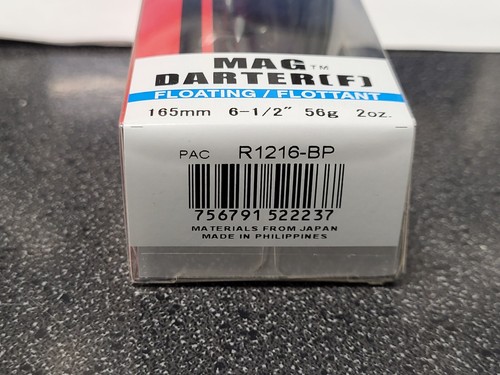 MAG™
DARTER(F)
FLOATING / FLOTTANT
165mm 6-1/2" 56g 2oz.
PAC R1216-BP
756791 522237
MATERIALS FROM JAPAN
MADE IN PHILIPPINES